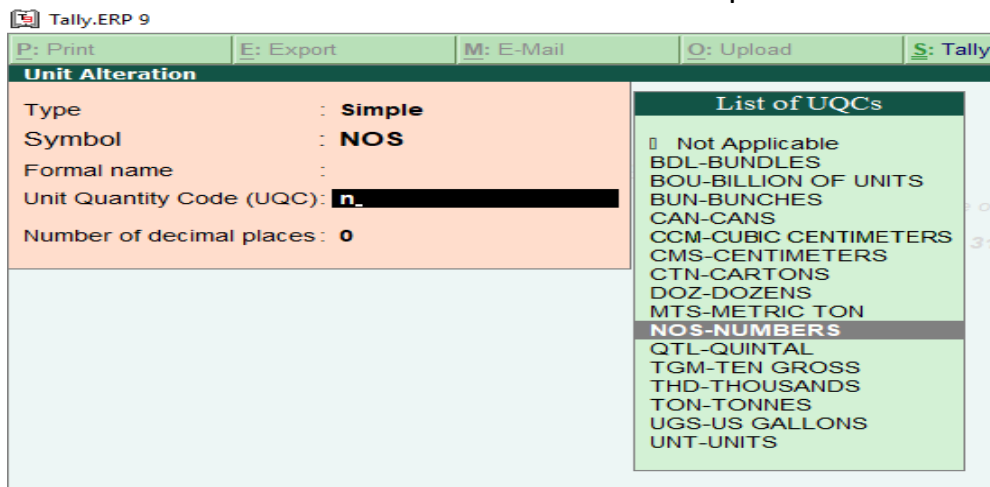 Tally.ERP 9
P: Print E: Export M: E-Mail O: Upload S: Tally
Unit Alteration
Type : Simple
Symbol : NOS
Formal name :
Unit Quantity Code (UQC): n_
Number of decimal places : 0
List of UQCs
Not Applicable
BDL-BUNDLES
BOU-BILLION OF UNITS
BUN-BUNCHES
CAN-CANS
CCM-CUBIC CENTIMETERS
CMS-CENTIMETERS
CTN-CARTONS
DOZ-DOZENS
MTS-METRIC TON
NOS-NUMBERS
QTL-QUINTAL
TGM-TEN GROSS
THD-THOUSANDS
TON-TONNES
UGS-US GALLONS
UNT-UNITS